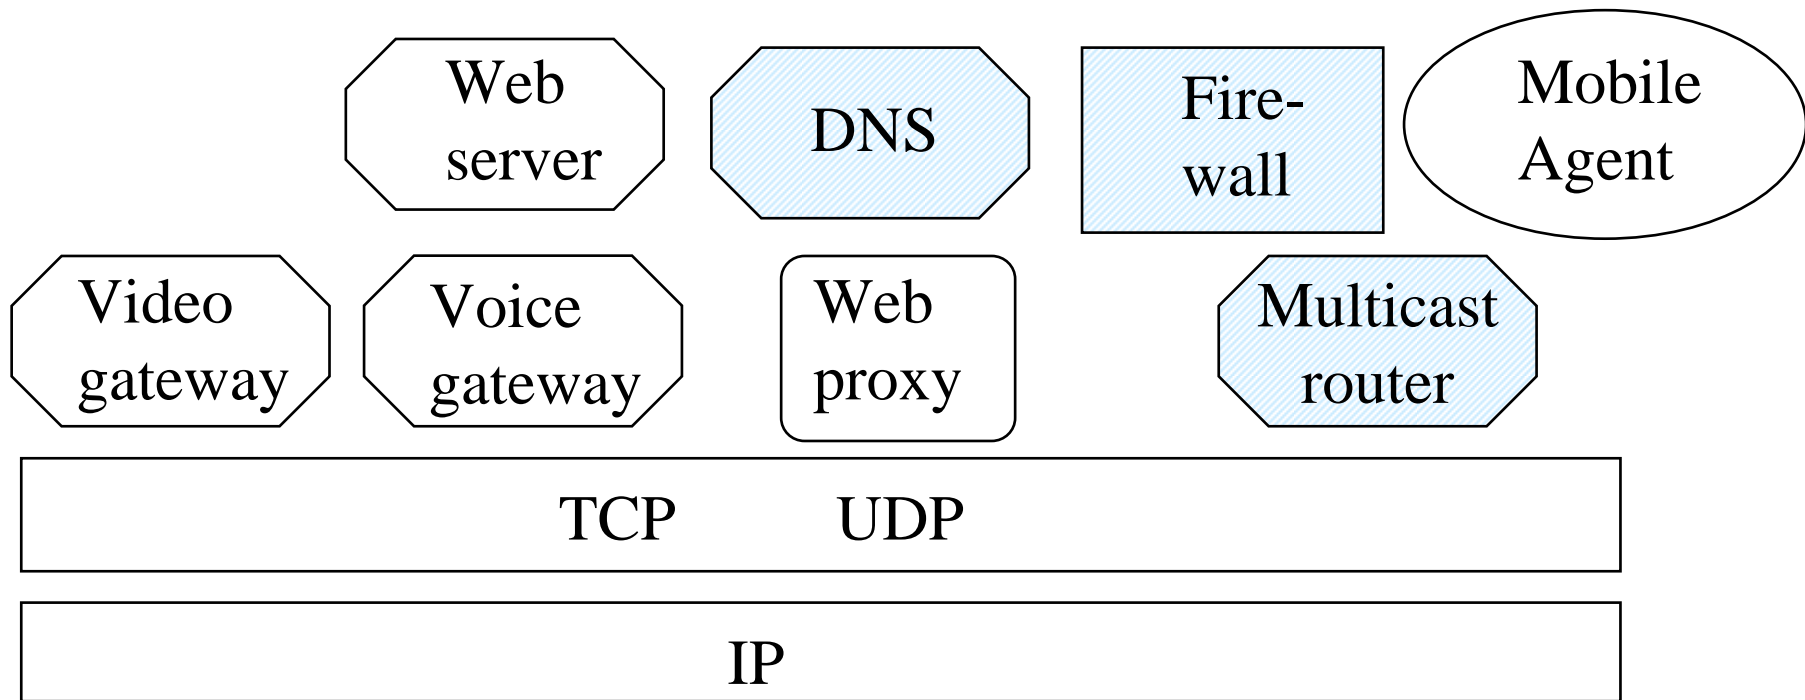 Web
server
DNS
Fire-
wall
Mobile
Agent
Video
gateway
Voice
gateway
Web
proxy
Multicast
router
TCP UDP
IP